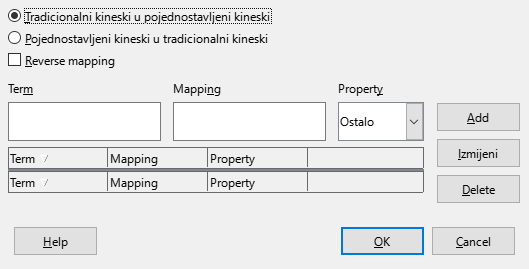 Tradicionalni kineski u pojednostavljeni kineski
Pojednostavljeni kineski u tradicionalni kineski
Reverse mapping
Term Mapping Property
Ostalo
Add
Term Mapping Property
Izmijeni
Term Mapping Property
Delete
Help OK Cancel